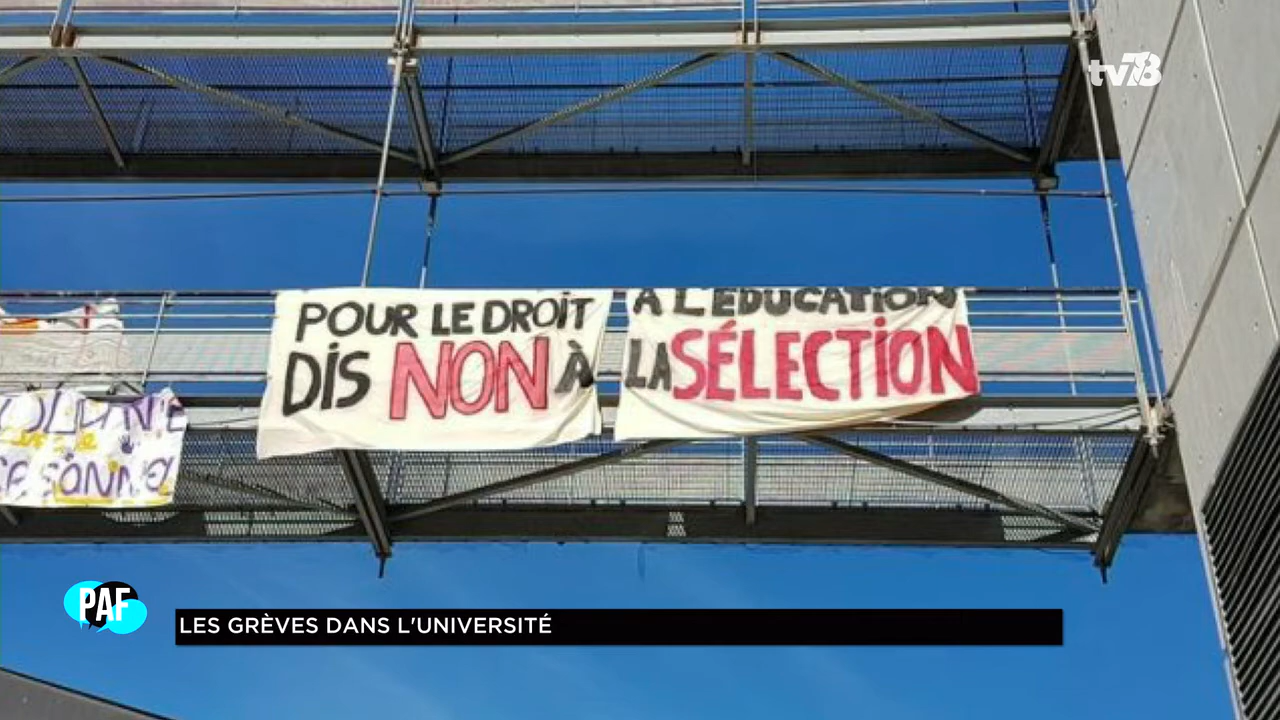 tv78
POUR LE DROIT À L'ÉDUCATION
DIS NON À LA SÉLECTION
PAF
LES GRÈVES DANS L'UNIVERSITÉ